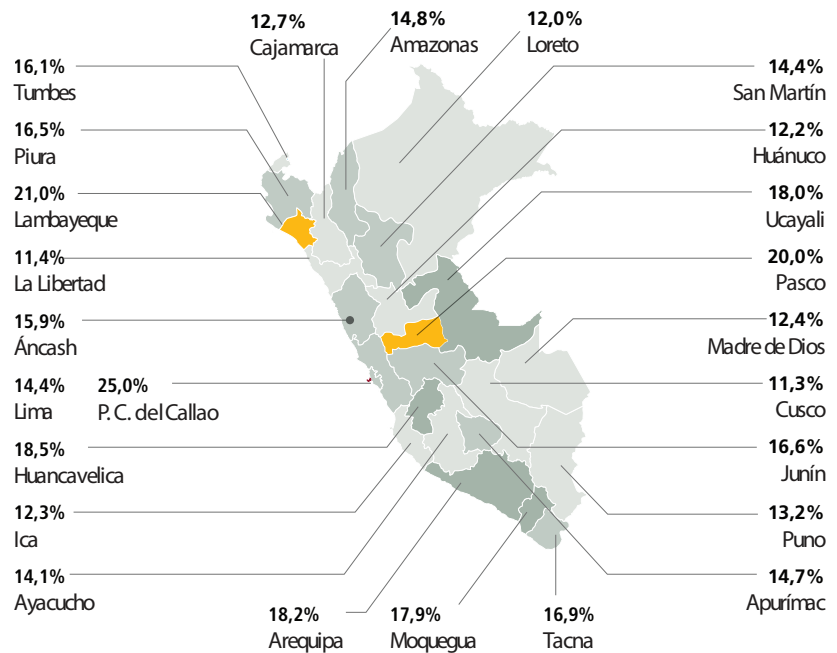 12,7%
Cajamarca
14,8%
Amazonas
12,0%
Loreto
16,1%
Tumbes
16,5%
Piura
21,0%
Lambayeque
11,4%
La Libertad
15,9%
Áncash
14,4%
Lima
25,0%
P. C. del Callao
18,5%
Huancavelica
12,3%
Ica
14,1%
Ayacucho
14,4%
San Martín
12,2%
Huánuco
18,0%
Ucayali
20,0%
Pasco
12,4%
Madre de Dios
11,3%
Cusco
16,6%
Junín
13,2%
Puno
14,7%
Apurímac
18,2%
Arequipa
17,9%
Moquegua
16,9%
Tacna